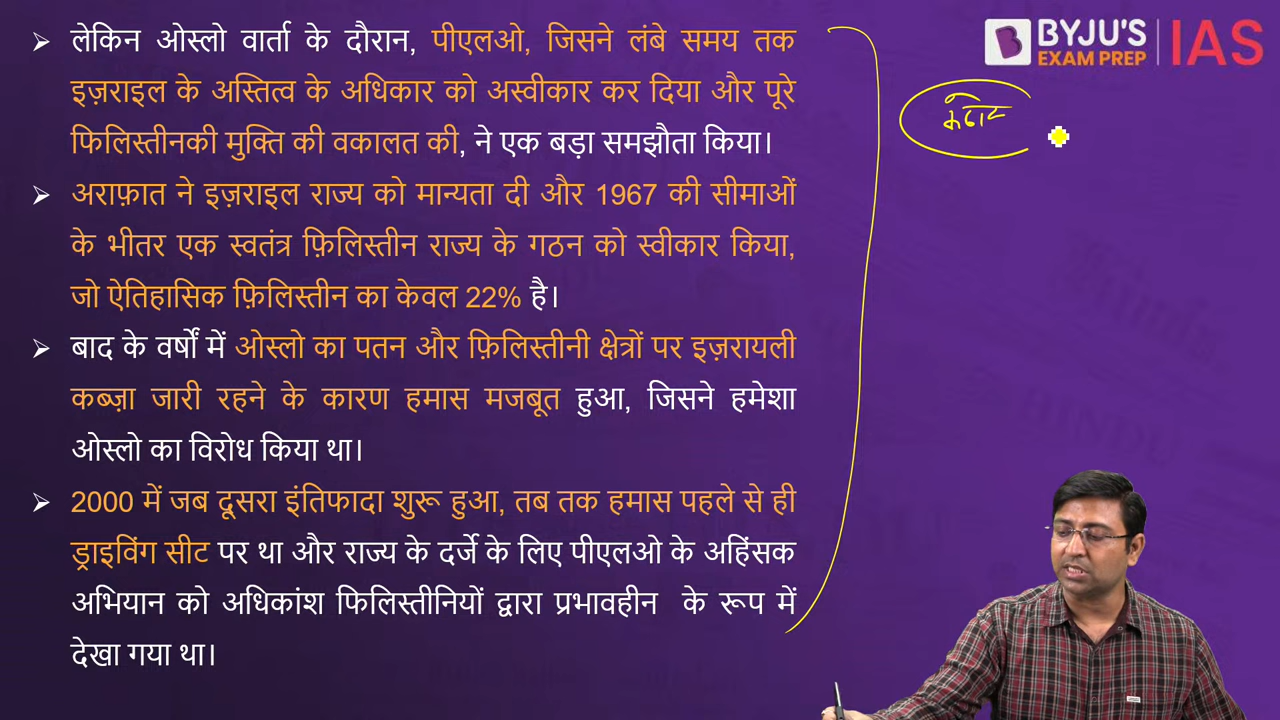 ➢ लेकिन ओस्लो वार्ता के दौरान, पीएलओ, जिसने लंबे समय तक
इज़राइल के अस्तित्व के अधिकार को अस्वीकार कर दिया और पूरे
फिलिस्तीनकी मुक्ति की वकालत की, ने एक बड़ा समझौता किया।
➢ अराफ़ात ने इज़राइल राज्य को मान्यता दी और 1967 की सीमाओं
के भीतर एक स्वतंत्र फ़िलिस्तीन राज्य के गठन को स्वीकार किया,
जो ऐतिहासिक फ़िलिस्तीन का केवल 22% है।
➢ बाद के वर्षों में ओस्लो का पतन और फ़िलिस्तीनी क्षेत्रों पर इज़रायली
कब्ज़ा जारी रहने के कारण हमास मजबूत हुआ, जिसने हमेशा
ओस्लो का विरोध किया था।
➢ 2000 में जब दूसरा इंतिफादा शुरू हुआ, तब तक हमास पहले से ही
ड्राइविंग सीट पर था और राज्य के दर्जे के लिए पीएलओ के अहिंसक
अभियान को अधिकांश फिलिस्तीनियों द्वारा प्रभावहीन के रूप में
देखा गया था।
BYJU'S
EXAM PREP
IAS